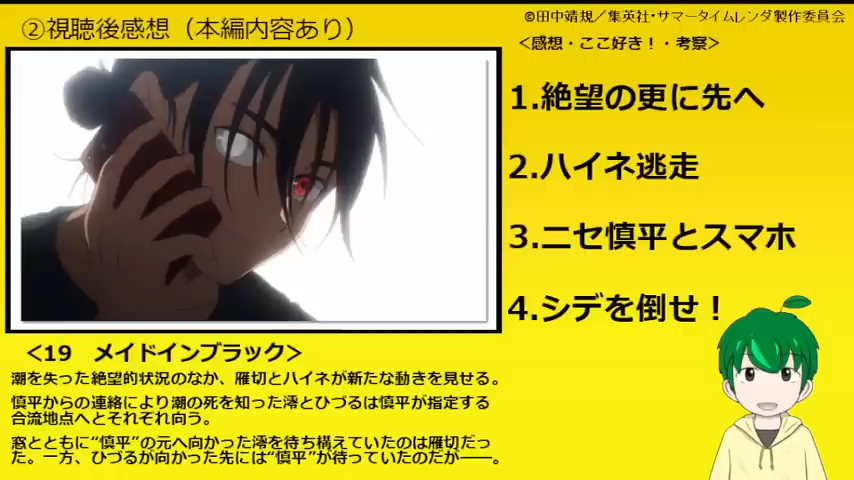 ©田中靖規／集英社・サマータイムレンダ製作委員会
②視聴後感想（本編内容あり）
＜感想・ここ好き！・考察＞
1.絶望の更に先へ
2.ハイネ逃走
3.ニセ慎平とスマホ
4.シデを倒せ！
＜19　メイドインブラック＞
潮を失った絶望的状況のなか、雁切とハイネが新たな動きを見せる。
慎平からの連絡により潮の死を知った澪とひづるは慎平が指定する
合流地点へとそれぞれ向う。
窓とともに“慎平”の元へ向かった澪を待ち構えていたのは雁切だっ
た。一方、ひづるが向かった先には“慎平”が待っていたのだが――。